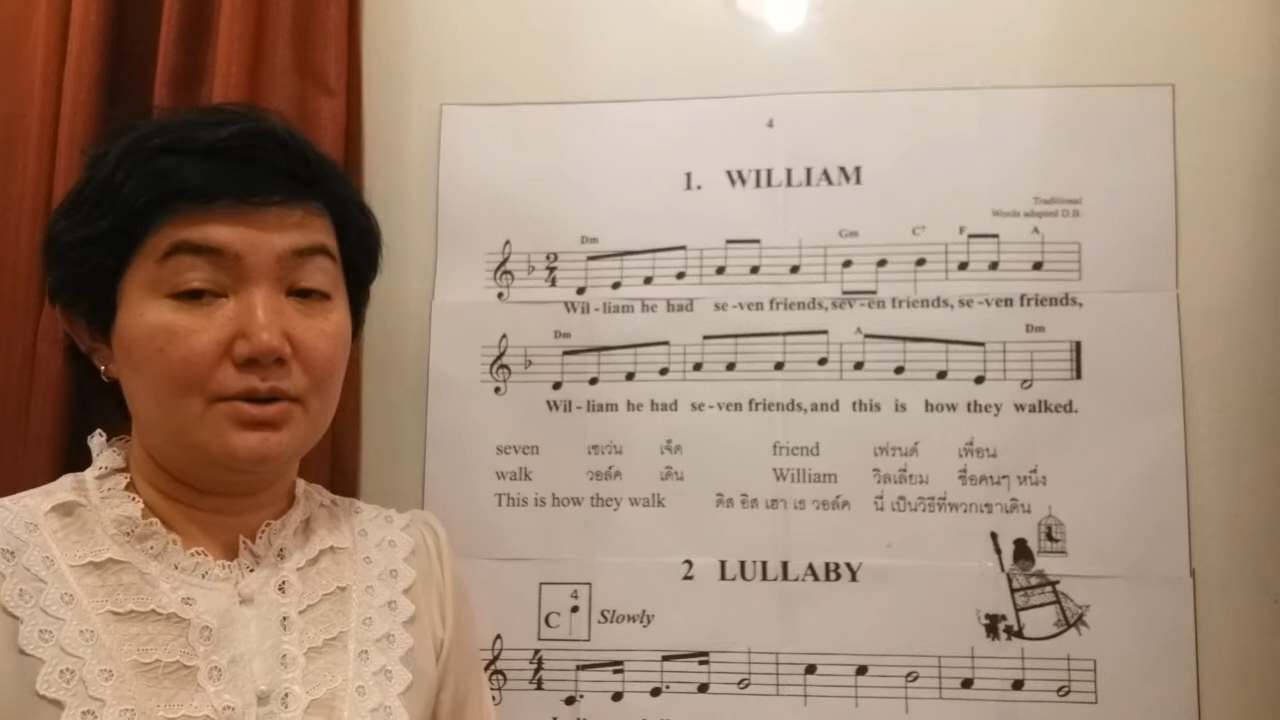 4
1. WILLIAM
Traditional
Words adapted D.B.
Dm Gm C7 F A
2 4
Wil-liam he had se-ven friends, sev-en friends, se-ven friends,
Dm A Dm
Wil-liam he had se-ven friends, and this is how they walked.
seven เซเว่น เจ็ด friend เฟรนด์ เพื่อน
walk วอล์ค เดิน William วิลเลี่ยม ชื่อคนๆ หนึ่ง
This is how they walk ดิส อิส เฮา เธ วอล์ค นี่ เป็นวิธีที่พวกเขาเดิน
2 LULLABY
C 4 Slowly
4 4